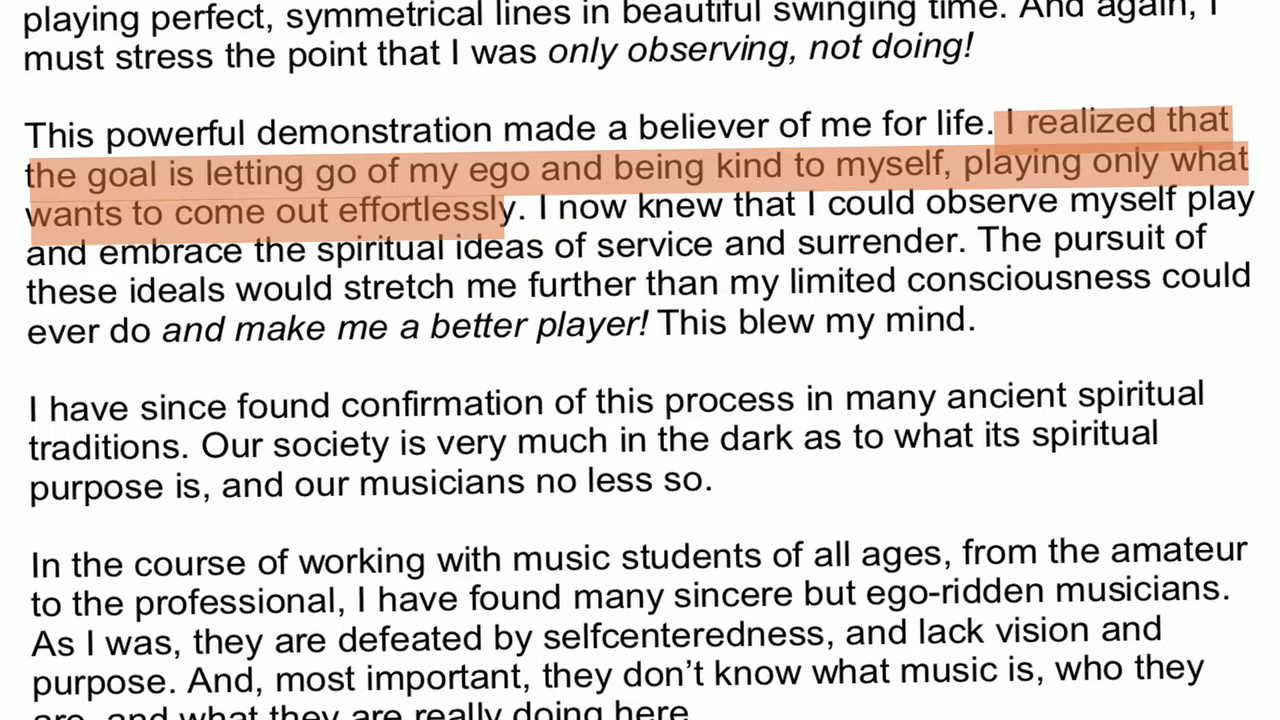 playing perfect, symmetrical lines in beautiful swinging time. And again, I
must stress the point that I was only observing, not doing!
This powerful demonstration made a believer of me for life. I realized that
the goal is letting go of my ego and being kind to myself, playing only what
wants to come out effortlessly. I now knew that I could observe myself play
and embrace the spiritual ideas of service and surrender. The pursuit of
these ideals would stretch me further than my limited consciousness could
ever do and make me a better player! This blew my mind.
I have since found confirmation of this process in many ancient spiritual
traditions. Our society is very much in the dark as to what its spiritual
purpose is, and our musicians no less so.
In the course of working with music students of all ages, from the amateur
to the professional, I have found many sincere but ego-ridden musicians.
As I was, they are defeated by selfcenteredness, and lack vision and
purpose. And, most important, they don’t know what music is, who they
are, and what they are really doing here.